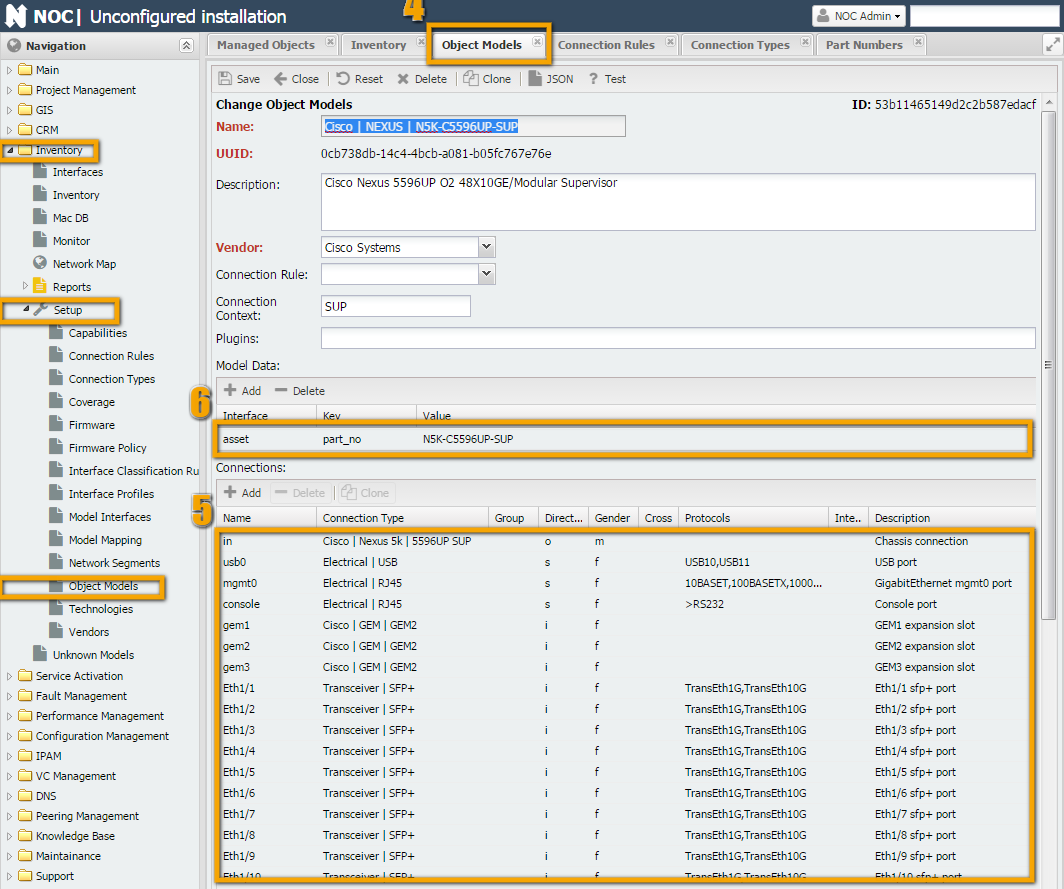 NOC | Unconfigured installation
NOC Admin
4
Navigation
Managed Objects
Inventory
Object Models
Connection Rules
Connection Types
Part Numbers
Main
Project Management
GIS
CRM
Inventory
Interfaces
Inventory
Mac DB
Monitor
Network Map
Reports
Setup
Capabilities
Connection Rules
Connection Types
Coverage
Firmware
Firmware Policy
Interface Classification Ru
Interface Profiles
Model Interfaces
Model Mapping
Network Segments
Object Models
Technologies
Vendors
Unknown Models
Service Activation
Fault Management
Performance Management
Configuration Management
IPAM
VC Management
DNS
Peering Management
Knowledge Base
Maintainance
Support
Save Close Reset Delete Clone JSON ? Test
Change Object Models
ID: 53b11465149d2c2b587edacf
Name: Cisco | NEXUS | N5K-C5596UP-SUP
UUID: 0cb738db-14c4-4bcb-a081-b05fc767e76e
Description: Cisco Nexus 5596UP O2 48X10GE/Modular Supervisor
Vendor: Cisco Systems
Connection Rule:
Connection Context: SUP
Plugins:
Model Data:
Add Delete
6
Interface Key Value
asset part_no N5K-C5596UP-SUP
Connections:
Add Delete Clone
5
Name Connection Type Group Direct... Gender Cross Protocols Inte.. Description
in Cisco | Nexus 5k | 5596UP SUP o m Chassis connection
usb0 Electrical | USB s f USB10,USB11 USB port
mgmt0 Electrical | RJ45 s f 10BASET,100BASETX,1000... GigabitEthernet mgmt0 port
console Electrical | RJ45 s f >RS232 Console port
gem1 Cisco | GEM | GEM2 i f GEM1 expansion slot
gem2 Cisco | GEM | GEM2 i f GEM2 expansion slot
gem3 Cisco | GEM | GEM2 i f GEM3 expansion slot
Eth1/1 Transceiver | SFP+ i f TransEth1G,TransEth10G Eth1/1 sfp+ port
Eth1/2 Transceiver | SFP+ i f TransEth1G,TransEth10G Eth1/2 sfp+ port
Eth1/3 Transceiver | SFP+ i f TransEth1G,TransEth10G Eth1/3 sfp+ port
Eth1/4 Transceiver | SFP+ i f TransEth1G,TransEth10G Eth1/4 sfp+ port
Eth1/5 Transceiver | SFP+ i f TransEth1G,TransEth10G Eth1/5 sfp+ port
Eth1/6 Transceiver | SFP+ i f TransEth1G,TransEth10G Eth1/6 sfp+ port
Eth1/7 Transceiver | SFP+ i f TransEth1G,TransEth10G Eth1/7 sfp+ port
Eth1/8 Transceiver | SFP+ i f TransEth1G,TransEth10G Eth1/8 sfp+ port
Eth1/9 Transceiver | SFP+ i f TransEth1G,TransEth10G Eth1/9 sfp+ port
Eth1/10 Transceiver | SFP+ i f TransEth1G,TransEth10G Eth1/10 sfp+ port